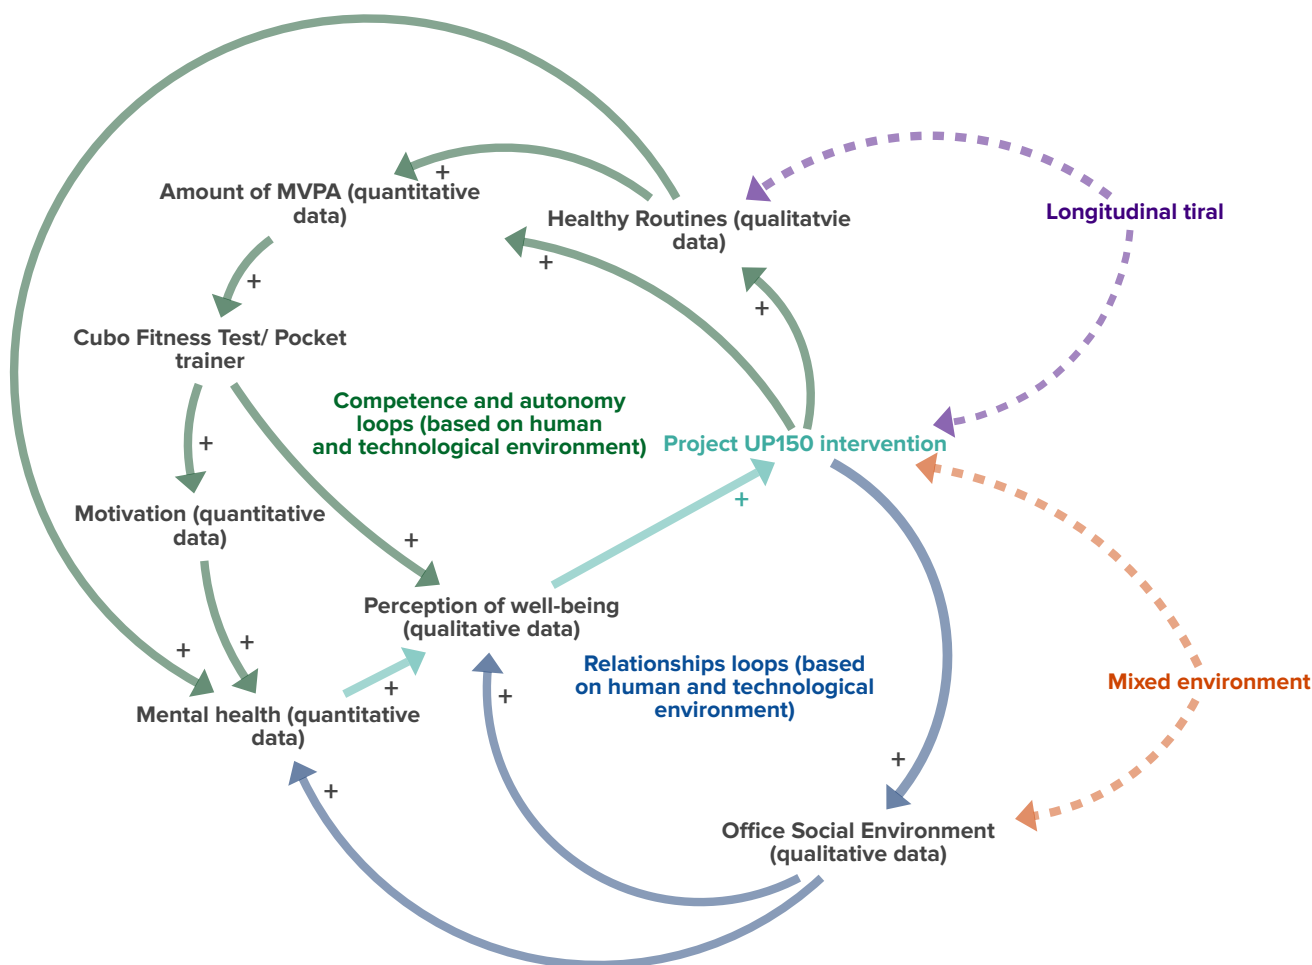 +
Amount of MVPA (quantitative
data)
Healthy Routines (qualitatvie
data)
Longitudinal tiral
+
+
+
Cubo Fitness Test/ Pocket
trainer
Competence and autonomy
loops (based on human
and technological environment)
Project UP150 intervention
+
+
Motivation (quantitative
data)
+
Perception of well-being
(qualitative data)
+
+
Relationships loops (based
on human and technological
environment)
Mixed environment
+
+
Mental health (quantitative
data)
+
+
Office Social Environment
(qualitative data)